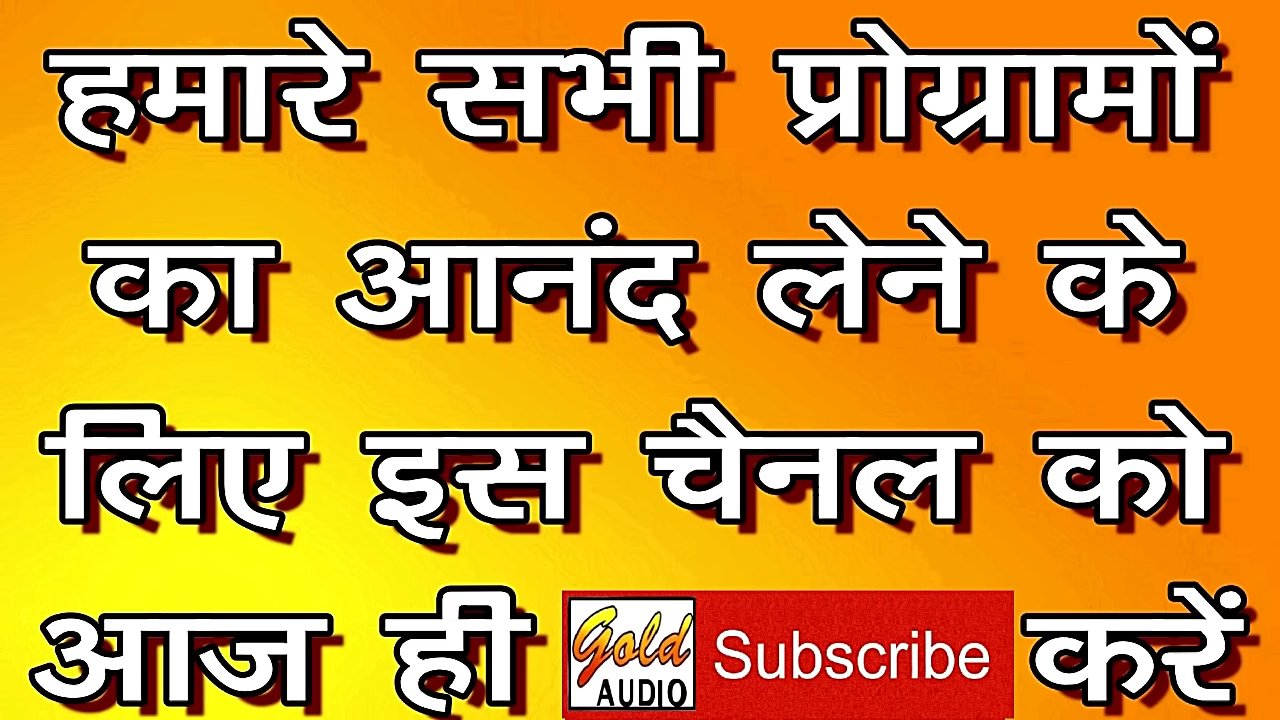 हमारे सभी प्रोग्रामों
का आनंद लेने के
लिए इस चैनल को
आज ही Gold AUDIO Subscribe करें